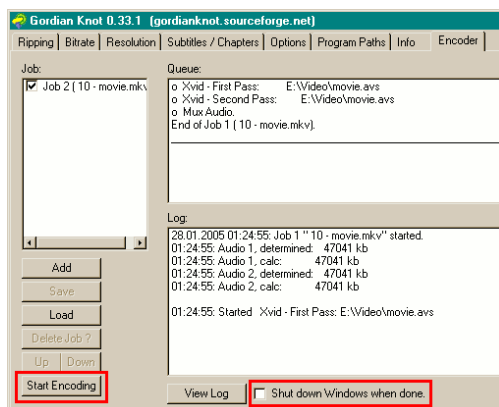 Gordian Knot 0.33.1 (gordianknot.sourceforge.net)
Ripping Bitrate Resolution Subtitles / Chapters Options Program Paths Info Encoder
Job:
Job 2 ( 10 - movie.mkv
Queue:
o Xvid - First Pass: E:\Video\movie.avs
o Xvid - Second Pass: E:\Video\movie.avs
o Mux Audio.
End of Job 1 ( 10 - movie.mkv).
Log:
28.01.2005 01:24:55: Job 1 " 10 - movie.mkv" started.
01:24:55: Audio 1, determined: 47041 kb
01:24:55: Audio 1, calc: 47041 kb
01:24:55: Audio 2, determined: 47041 kb
01:24:55: Audio 2, calc: 47041 kb
01:24:55: Started Xvid - First Pass: E:\Video\movie.avs
Add
Save
Load
Delete Job ?
Up Down
Start Encoding
View Log
Shut down Windows when done.